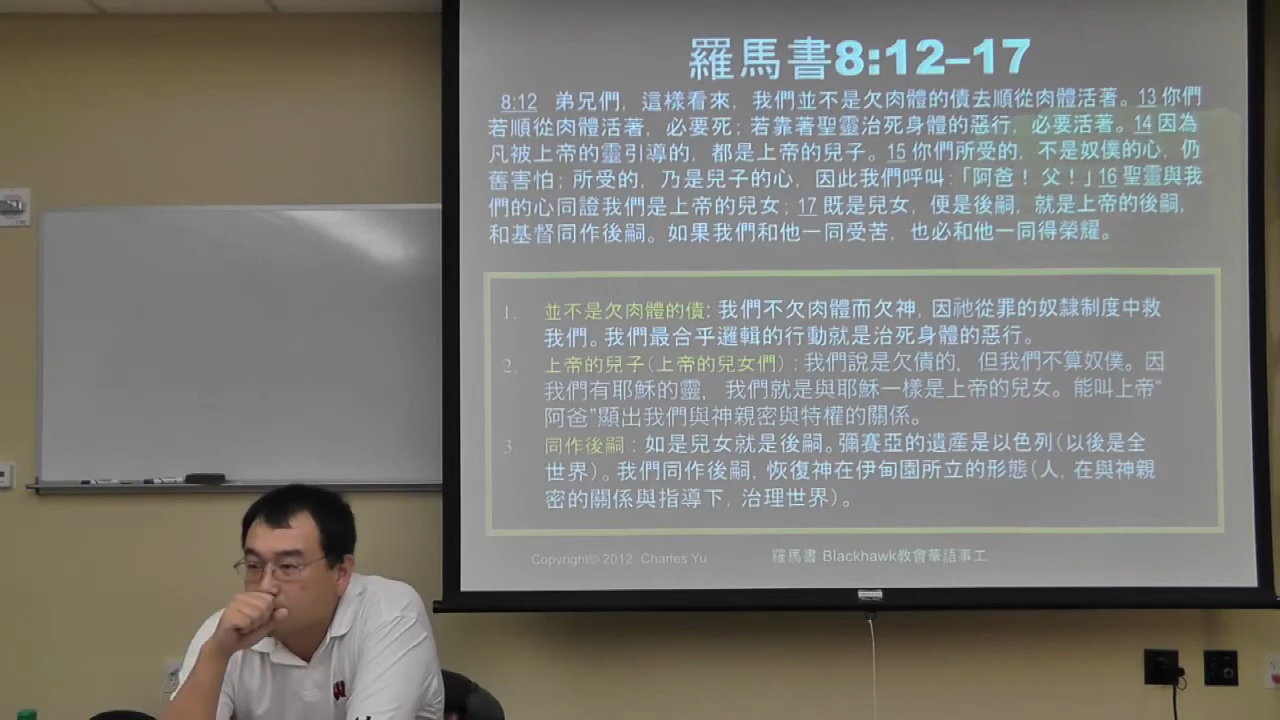 羅馬書8:12–17
8:12 弟兄們，這樣看來，我們並不是欠肉體的債去順從肉體活著。13 你們
若順從肉體活著，必要死；若靠著聖靈治死身體的惡行，必要活著。14 因為
凡被上帝的靈引導的，都是上帝的兒子。15 你們所受的，不是奴僕的心，仍
舊害怕；所受的，乃是兒子的心，因此我們呼叫：「阿爸！父！」16 聖靈與我
們的心同證我們是上帝的兒女；17 既是兒女，便是後嗣，就是上帝的後嗣，
和基督同作後嗣。如果我們和他一同受苦，也必和他一同得榮耀。
1. 並不是欠肉體的債：我們不欠肉體而欠神，因祂從罪的奴隸制度中救
我們。我們最合乎邏輯的行動就是治死身體的惡行。
2. 上帝的兒子（上帝的兒女們）：我們說是欠債的，但我們不算奴僕。因
我們有耶穌的靈，我們就是與耶穌一樣是上帝的兒女。能叫上帝“
阿爸”顯出我們與神親密與特權的關係。
3. 同作後嗣：如是兒女就是後嗣。彌賽亞的遺產是以色列（以後是全
世界）。我們同作後嗣，恢復神在伊甸園所立的形態（人，在與神親
密的關係與指導下，治理世界）。
Copyright© 2012. Charles Yu 羅馬書 Blackhawk教會華語事工
W